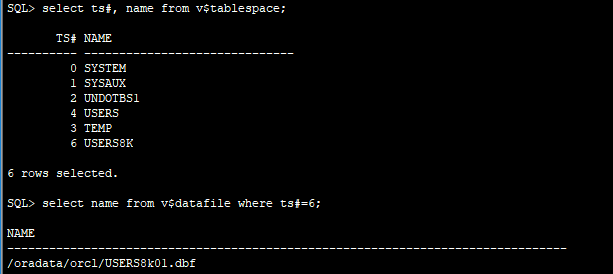 SQL> select ts#, name from v$tablespace;
TS# NAME
---------- ------------------------------
0 SYSTEM
1 SYSAUX
2 UNDOTBS1
4 USERS
3 TEMP
6 USERS8K
6 rows selected.
SQL> select name from v$datafile where ts#=6;
NAME
--------------------------------------------------------------------------------
/oradata/orcl/USERS8k01.dbf